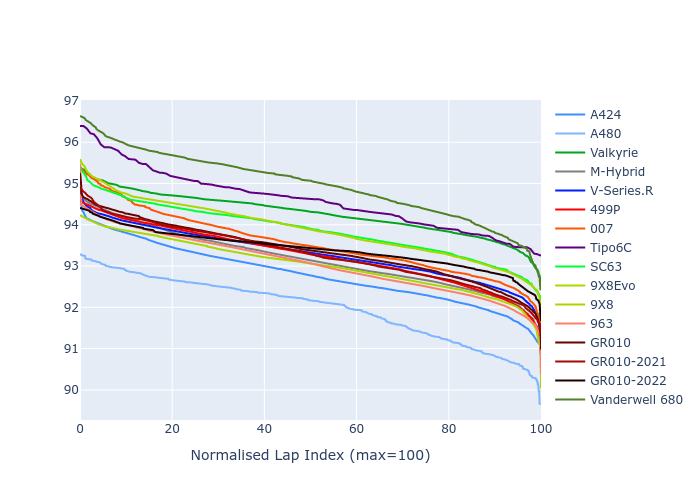 97
96
95
94
93
92
91
90
0
20
40
60
80
100
Normalised Lap Index (max=100)
A424
A480
Valkyrie
M-Hybrid
V-Series.R
499P
007
Tipo6C
SC63
9X8Evo
9X8
963
GR010
GR010-2021
GR010-2022
Vanderwell 680